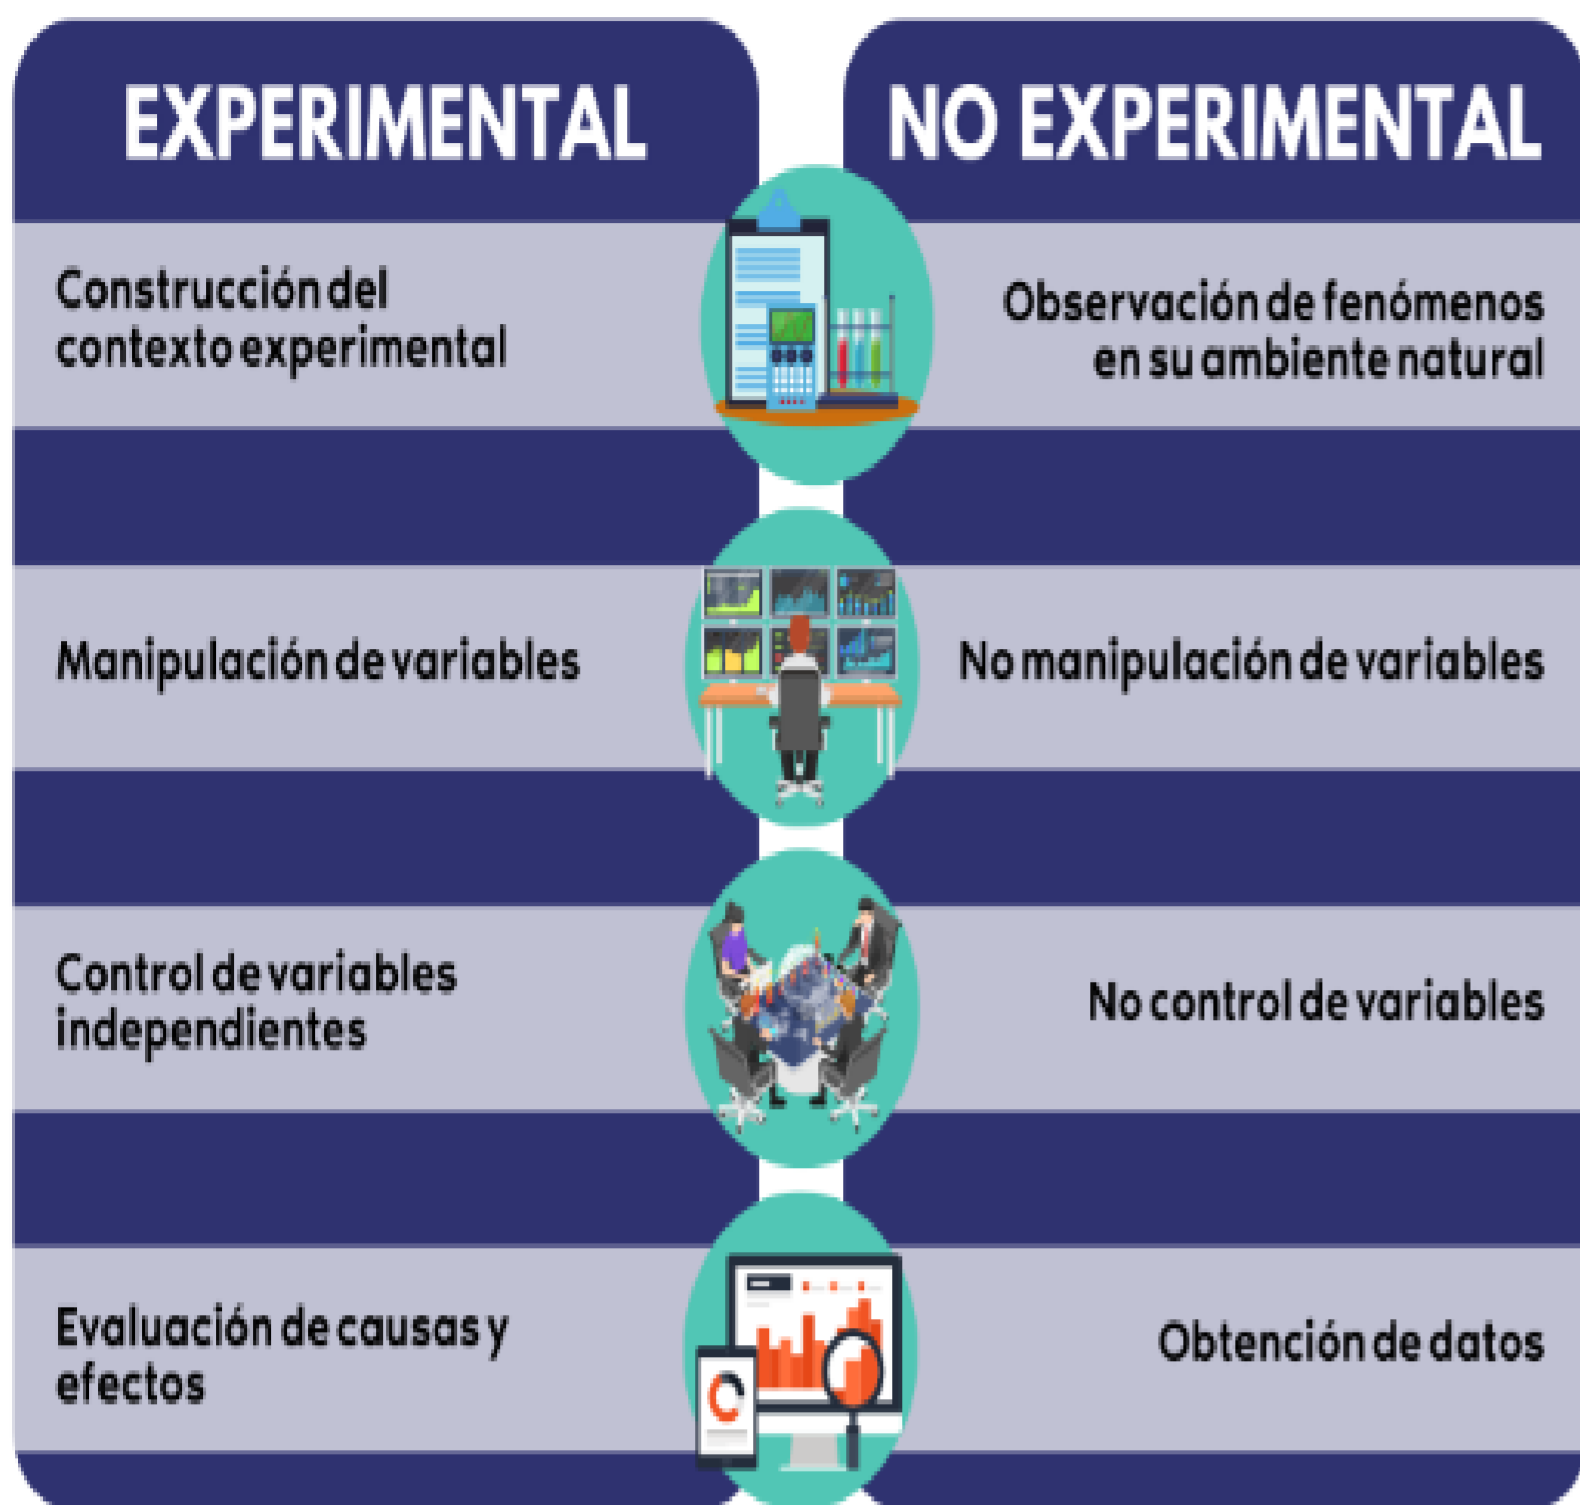 EXPERIMENTAL
Construcción del
contexto experimental
Manipulación de variables
Control de variables
independientes
Evaluación de causas y
efectos
NO EXPERIMENTAL
Observación de fenómenos
en su ambiente natural
No manipulación de variables
No control de variables
Obtención de datos